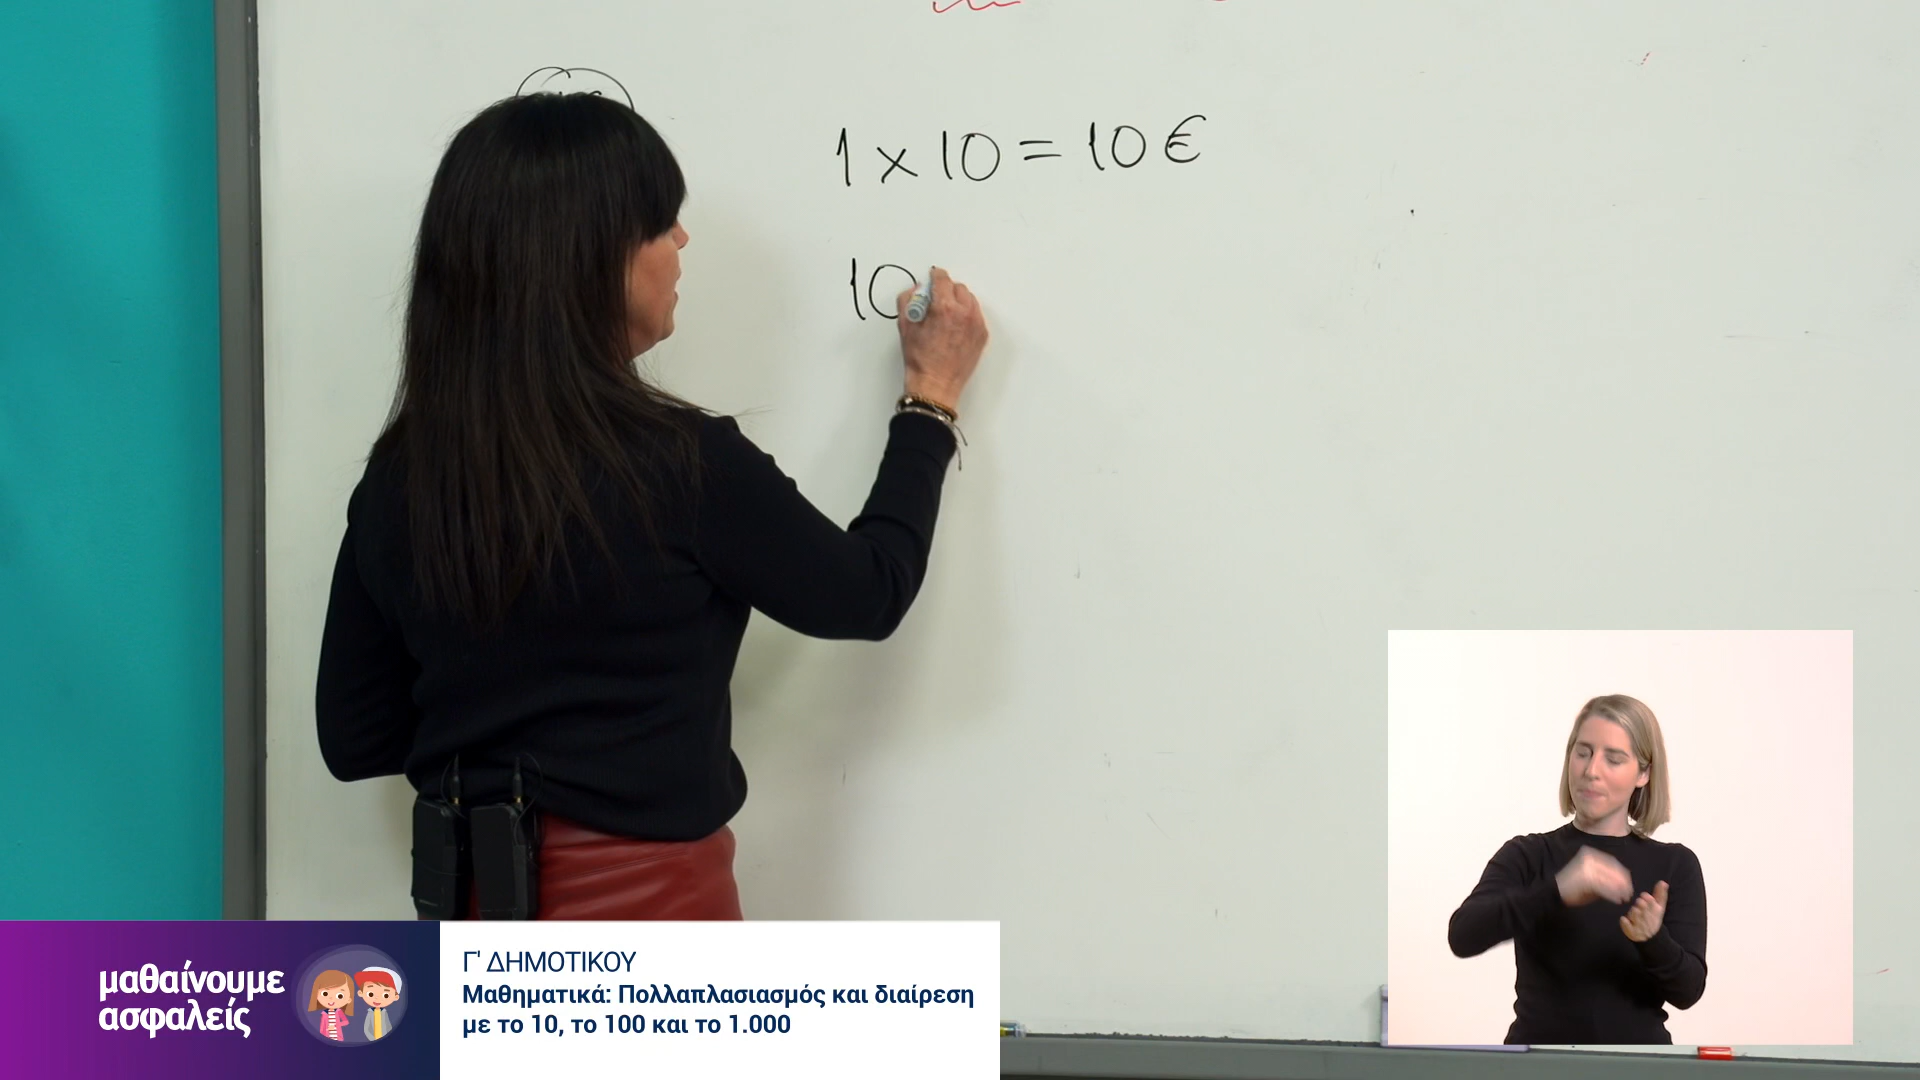 1 x 10 = 10 €
10
μαθαίνουμε
ασφαλείς
Γ' ΔΗΜΟΤΙΚΟΥ
Μαθηματικά: Πολλαπλασιασμός και διαίρεση
με το 10, το 100 και το 1.000